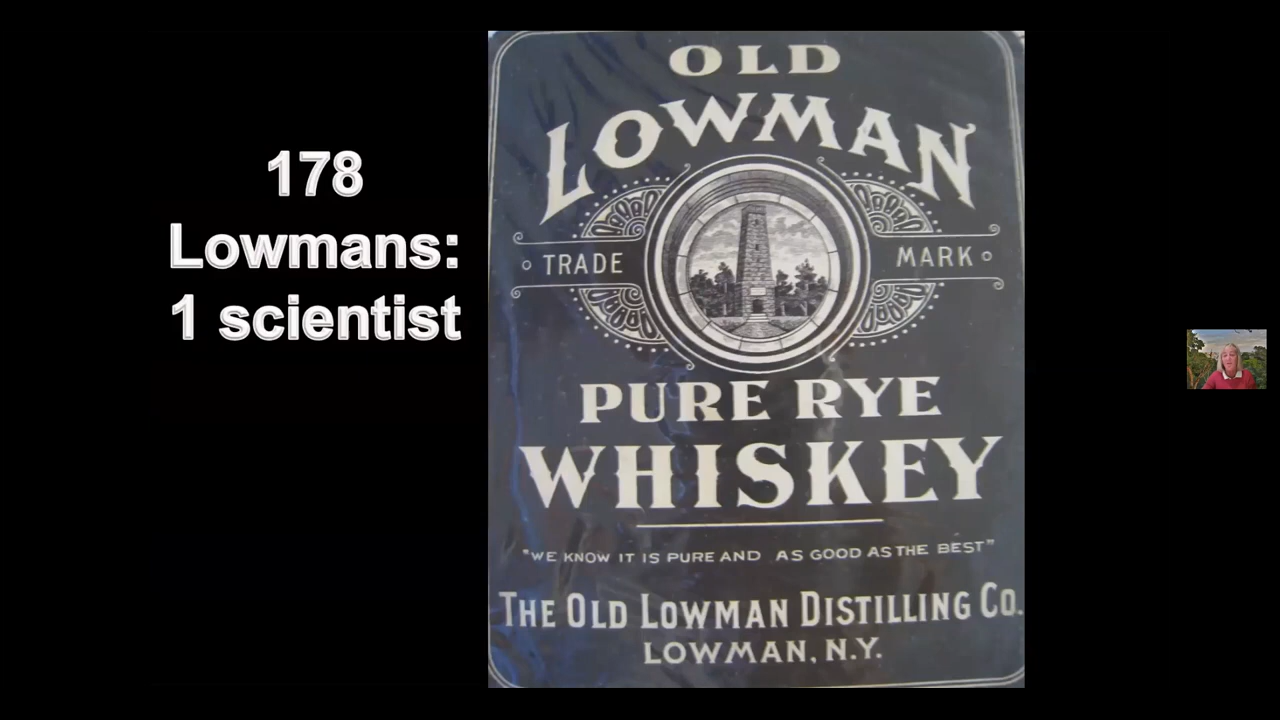 178
Lowmans:
1 scientist
OLD
LOWMAN
TRADE MARK
PURE RYE
WHISKEY
"WE KNOW IT IS PURE AND AS GOOD AS THE BEST"
THE OLD LOWMAN DISTILLING CO.
LOWMAN, N.Y.